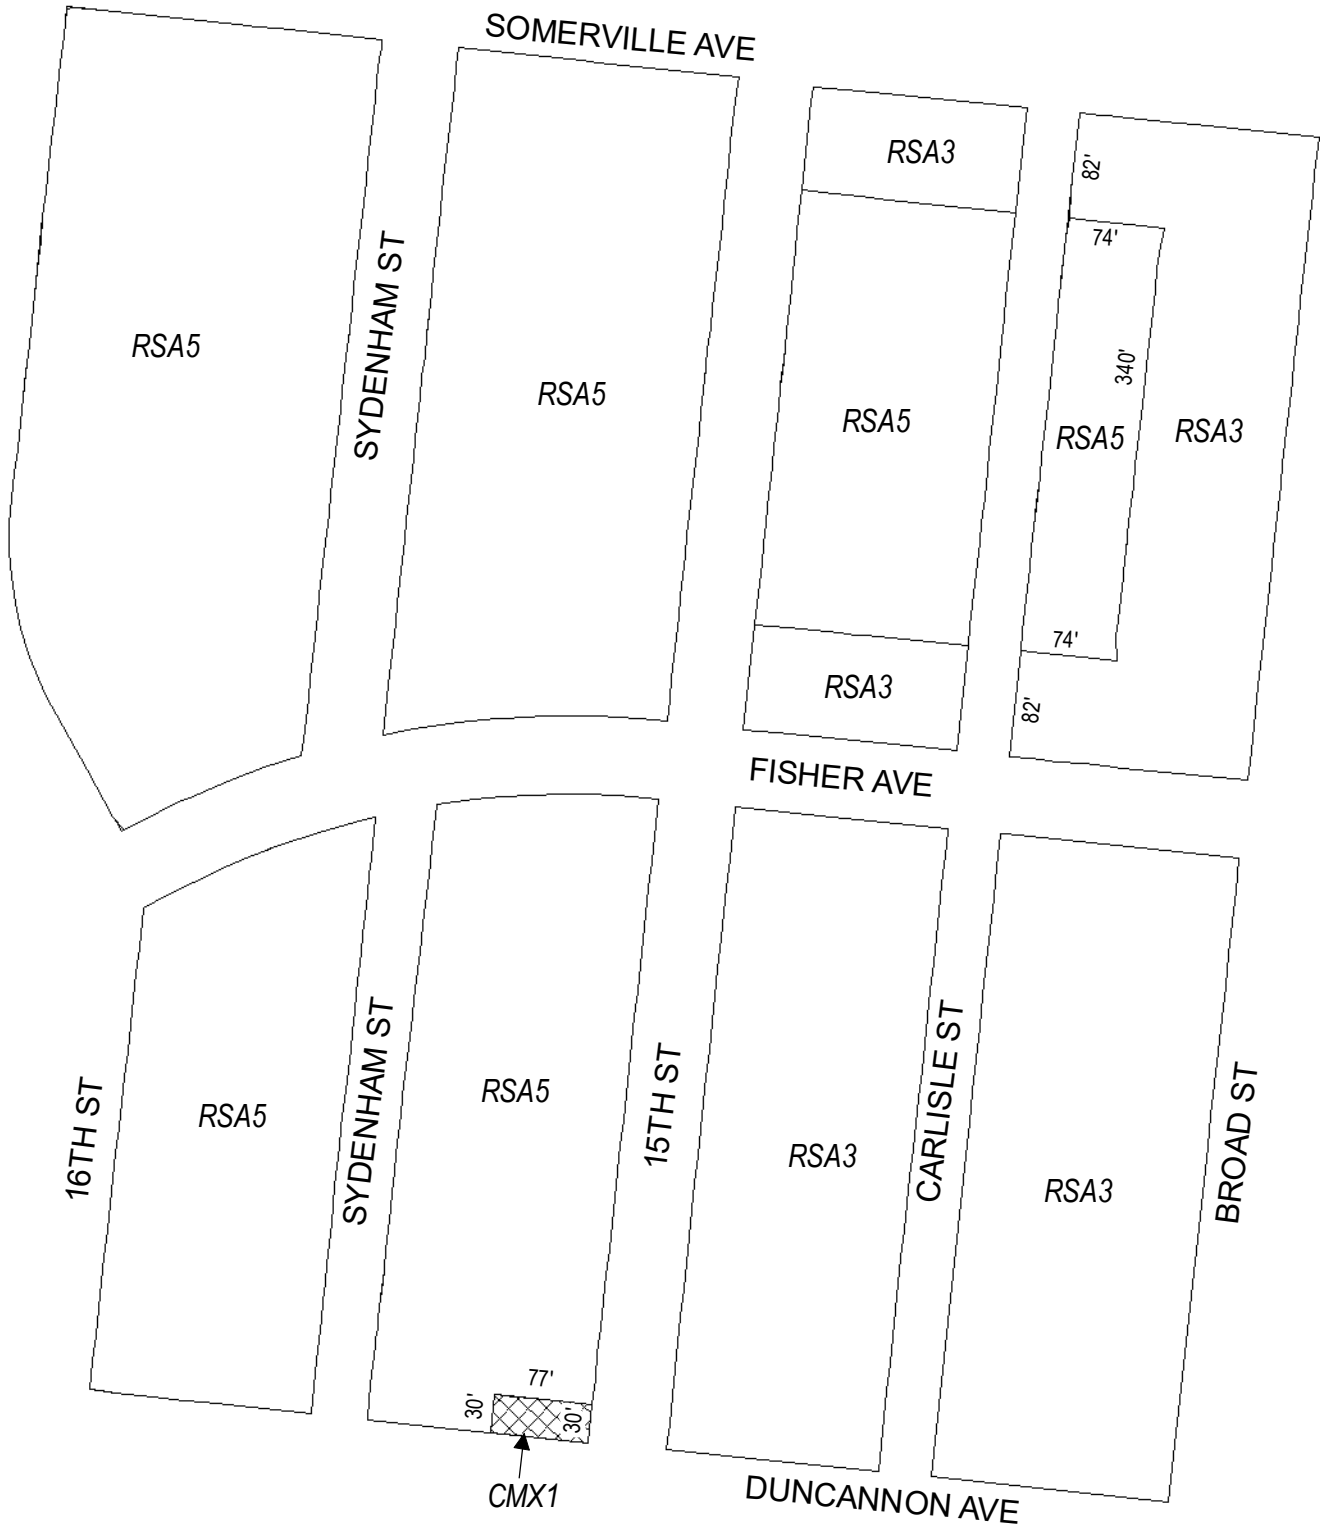 SOMERVILLE AVE
RSA3
82'
74'
SYDENHAM ST
RSA5
RSA5
RSA5
340'
RSA5
RSA3
74'
RSA3
82'
FISHER AVE
16TH ST
RSA5
SYDENHAM ST
RSA5
15TH ST
RSA3
CARLISLE ST
RSA3
BROAD ST
77'
30'
30'
CMX1
DUNCANNON AVE